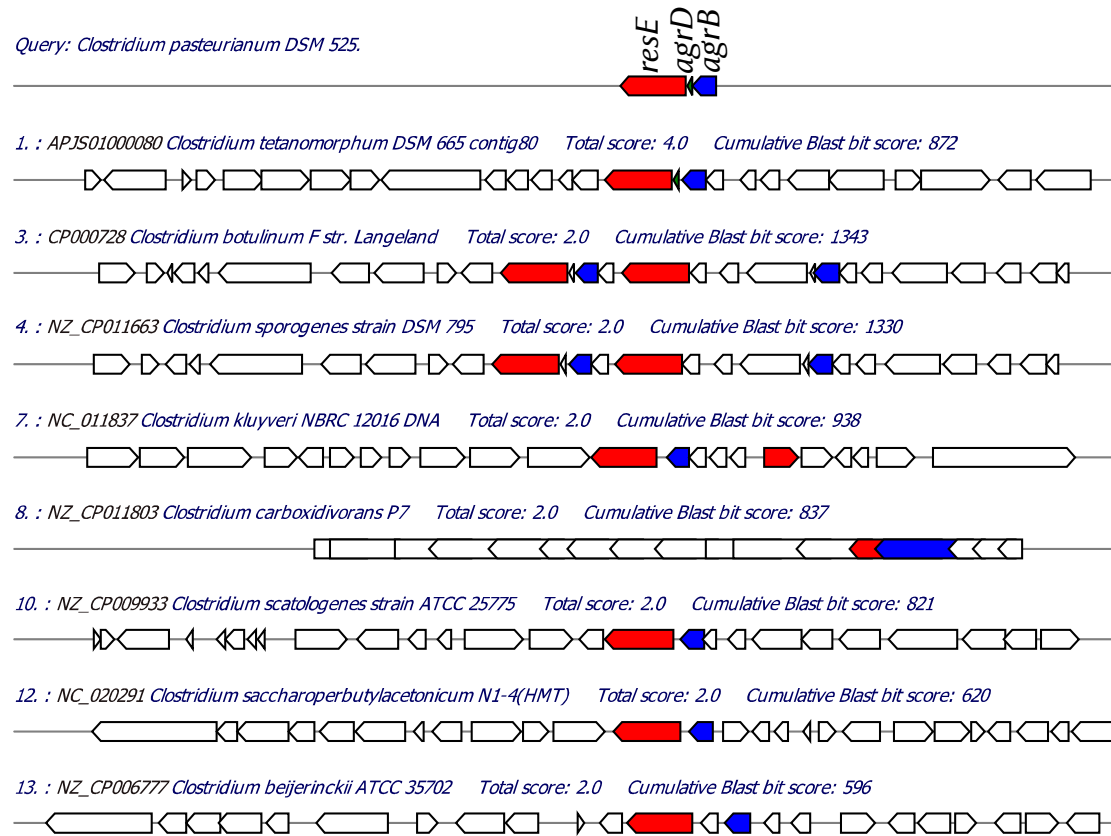 resE agrD agrB
Query: Clostridium pasteurianum DSM 525.
1. : APJS01000080 Clostridium tetanomorphum DSM 665 contig80 Total score: 4.0 Cumulative Blast bit score: 872
3. : CP000728 Clostridium botulinum F str. Langeland Total score: 2.0 Cumulative Blast bit score: 1343
4. : NZ_CP011663 Clostridium sporogenes strain DSM 795 Total score: 2.0 Cumulative Blast bit score: 1330
7. : NC_011837 Clostridium kluyveri NBRC 12016 DNA Total score: 2.0 Cumulative Blast bit score: 938
8. : NZ_CP011803 Clostridium carboxidivorans P7 Total score: 2.0 Cumulative Blast bit score: 837
10. : NZ_CP009933 Clostridium scatologenes strain ATCC 25775 Total score: 2.0 Cumulative Blast bit score: 821
12. : NC_020291 Clostridium saccharoperbutylacetonicum N1-4(HMT) Total score: 2.0 Cumulative Blast bit score: 620
13. : NZ_CP006777 Clostridium beijerinckii ATCC 35702 Total score: 2.0 Cumulative Blast bit score: 596